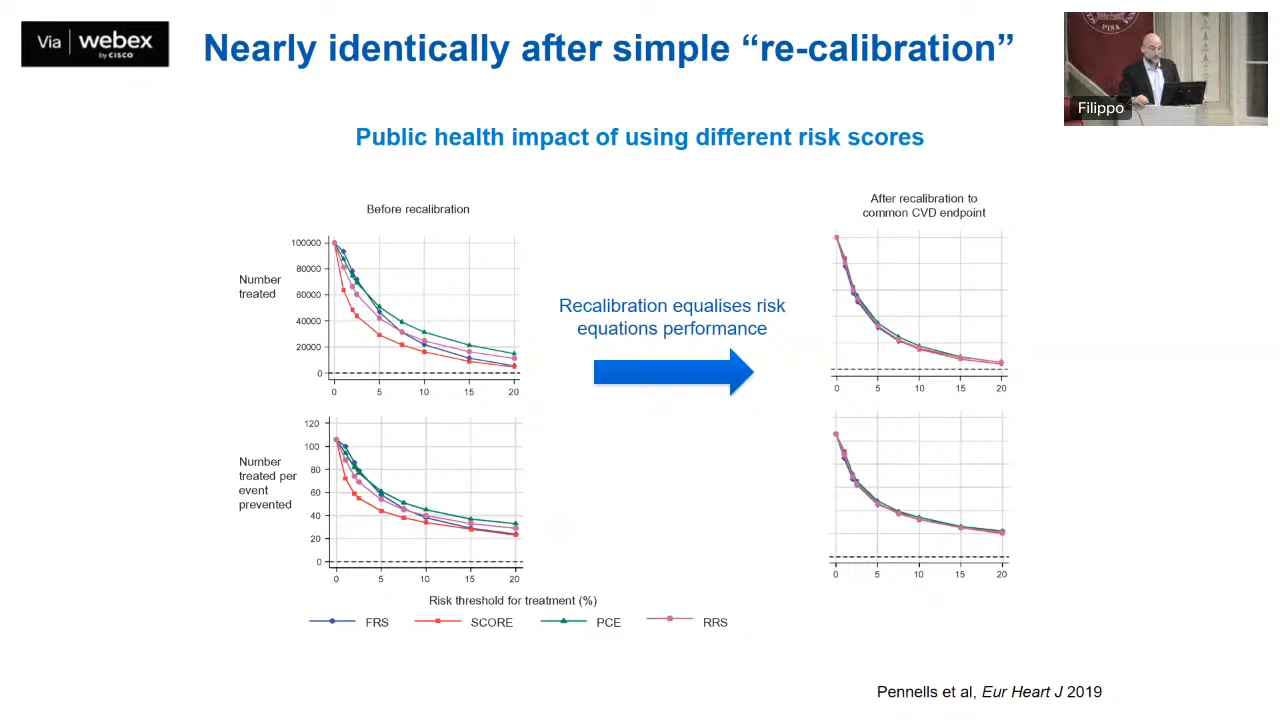 Via | webex
by CISCO
Nearly identically after simple “re-calibration”
PISA
Filippo
Public health impact of using different risk scores
Before recalibration
After recalibration to
common CVD endpoint
Number
treated
100000
80000
60000
40000
20000
0
0 5 10 15 20
Recalibration equalises risk
equations performance
0 5 10 15 20
Number
treated per
event
prevented
120
100
80
60
40
20
0
0 5 10 15 20
0 5 10 15 20
Risk threshold for treatment (%)
FRS SCORE PCE RRS
Pennells et al, Eur Heart J 2019